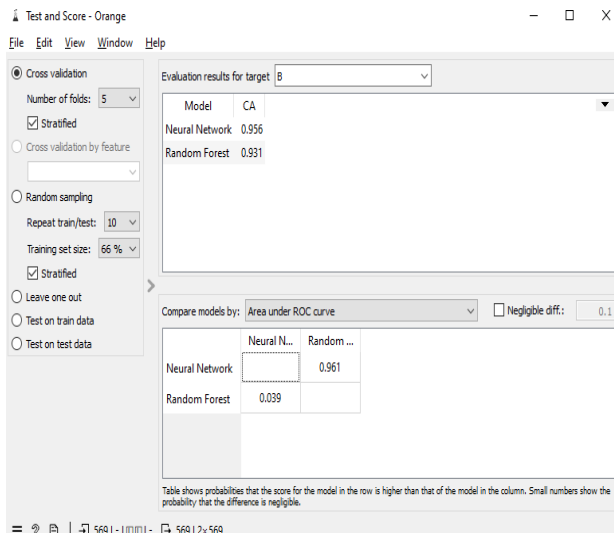 Test and Score - Orange
File Edit View Window Help
Cross validation
Number of folds: 5
Stratified
Cross validation by feature
Random sampling
Repeat train/test: 10
Training set size: 66 %
Stratified
Leave one out
Test on train data
Test on test data
Evaluation results for target B
Model CA
Neural Network 0.956
Random Forest 0.931
Compare models by: Area under ROC curve Negligible diff.: 0.1
Neural N... Random ...
Neural Network 0.961
Random Forest 0.039
Table shows probabilities that the score for the model in the row is higher than that of the model in the column. Small numbers show the
probability that the difference is negligible.